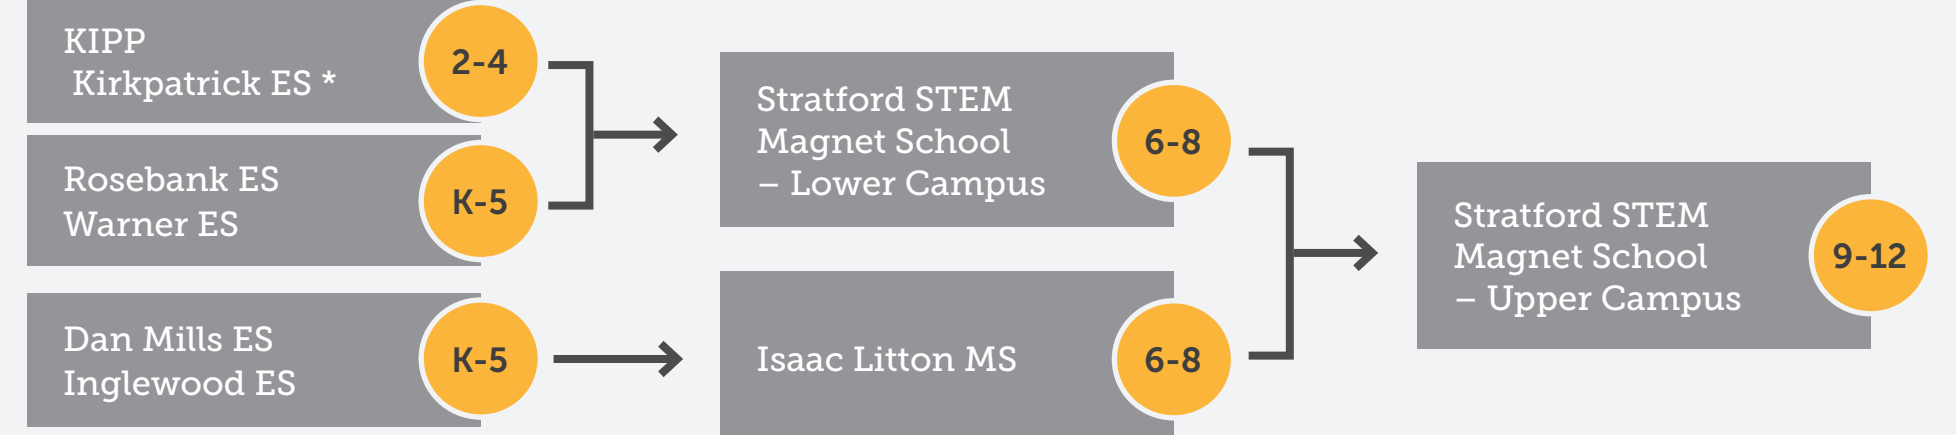 KIPP
Kirkpatrick ES *
2-4
Rosebank ES
Warner ES
K-5
Dan Mills ES
Inglewood ES
K-5
Stratford STEM
Magnet School
– Lower Campus
6-8
Isaac Litton MS
6-8
Stratford STEM
Magnet School
– Upper Campus
9-12